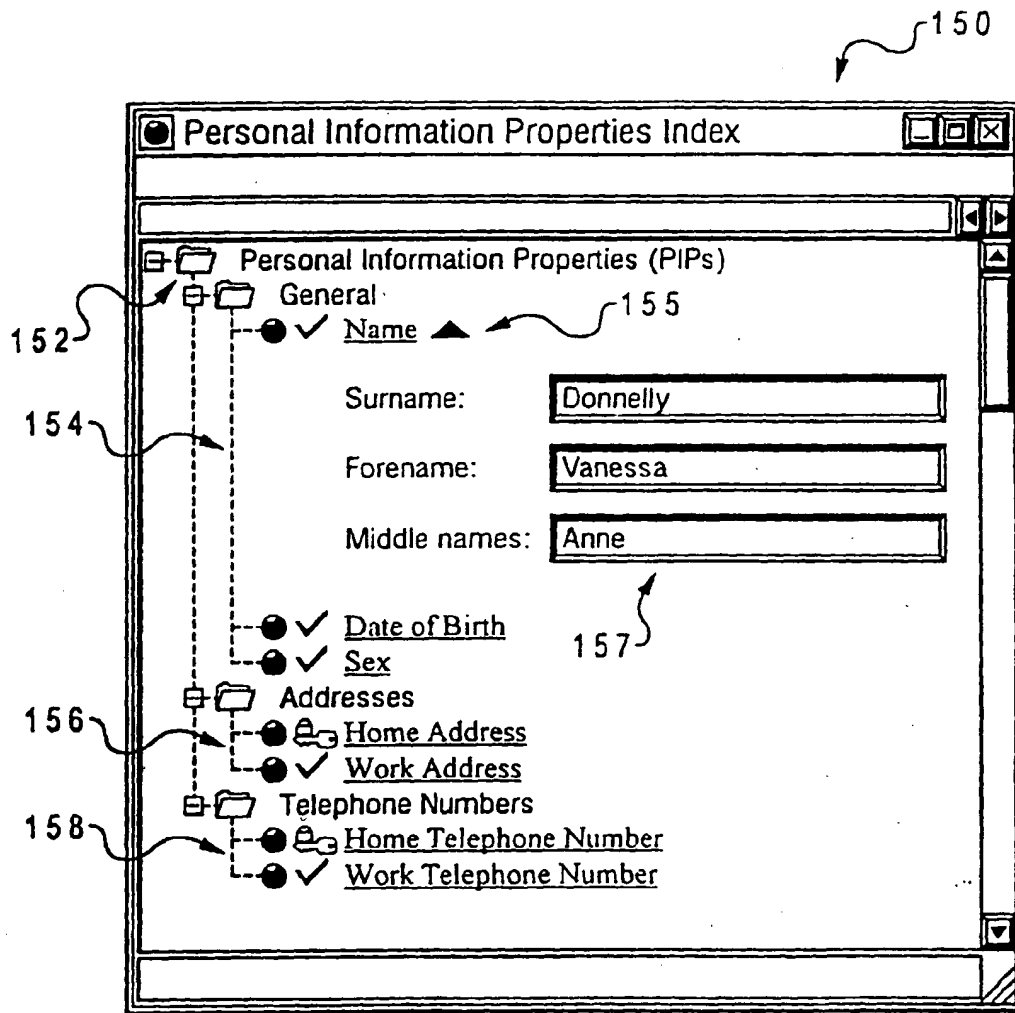 150
Personal Information Properties Index
Personal Information Properties (PIPs)
General
152
Name
155
Surname: Donnelly
154
Forename: Vanessa
Middle names: Anne
157
Date of Birth
Sex
Addresses
156
Home Address
Work Address
Telephone Numbers
158
Home Telephone Number
Work Telephone Number